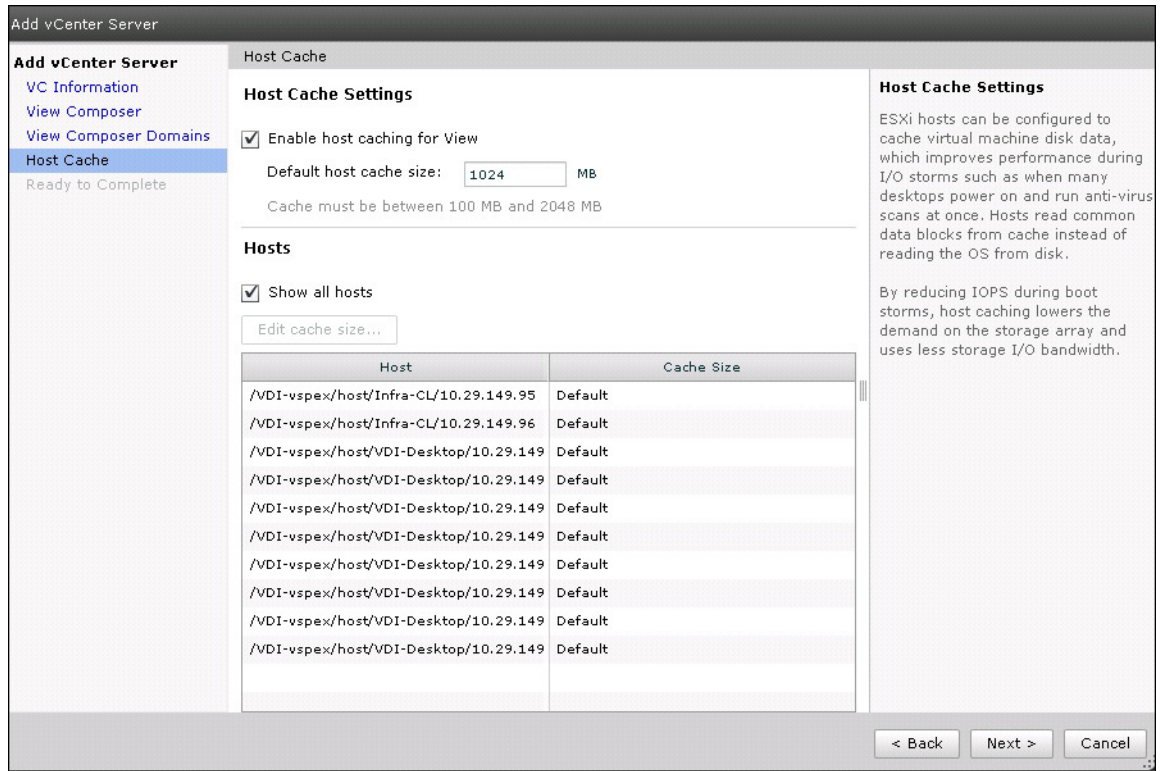 Add vCenter Server
Add vCenter Server
VC Information
View Composer
View Composer Domains
Host Cache
Ready to Complete
Host Cache
Host Cache Settings
Enable host caching for View
Default host cache size: 1024 MB
Cache must be between 100 MB and 2048 MB
Hosts
Show all hosts
Edit cache size...
Host Cache Size
/VDI-vspex/host/Infra-CL/10.29.149.95 Default
/VDI-vspex/host/Infra-CL/10.29.149.96 Default
/VDI-vspex/host/VDI-Desktop/10.29.149 Default
/VDI-vspex/host/VDI-Desktop/10.29.149 Default
/VDI-vspex/host/VDI-Desktop/10.29.149 Default
/VDI-vspex/host/VDI-Desktop/10.29.149 Default
/VDI-vspex/host/VDI-Desktop/10.29.149 Default
/VDI-vspex/host/VDI-Desktop/10.29.149 Default
/VDI-vspex/host/VDI-Desktop/10.29.149 Default
/VDI-vspex/host/VDI-Desktop/10.29.149 Default
Host Cache Settings
ESXi hosts can be configured to
cache virtual machine disk data,
which improves performance during
I/O storms such as when many
desktops power on and run anti-virus
scans at once. Hosts read common
data blocks from cache instead of
reading the OS from disk.
By reducing IOPS during boot
storms, host caching lowers the
demand on the storage array and
uses less storage I/O bandwidth.
< Back Next > Cancel